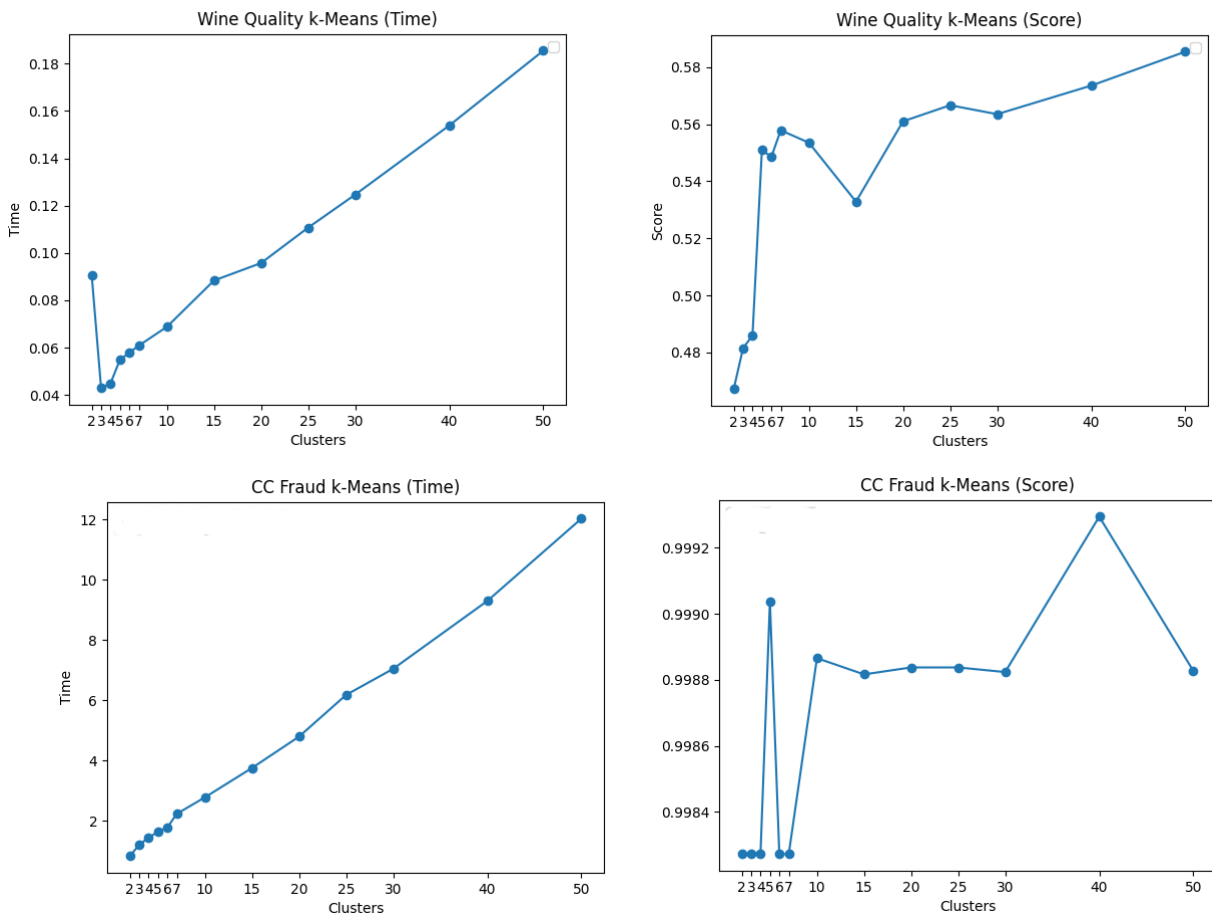 Wine Quality k-Means (Time)
0.18
0.16
0.14
0.12
0.10
0.08
0.06
0.04
Time
2 3 4 5 6 7 10 15 20 25 30 40 50
Clusters
Wine Quality k-Means (Score)
0.58
0.56
0.54
0.52
0.50
0.48
Score
2 3 4 5 6 7 10 15 20 25 30 40 50
Clusters
CC Fraud k-Means (Time)
12
10
8
6
4
2
Time
2 3 4 5 6 7 10 15 20 25 30 40 50
Clusters
CC Fraud k-Means (Score)
0.9992
0.9990
0.9988
0.9986
0.9984
Score
2 3 4 5 6 7 10 15 20 25 30 40 50
Clusters